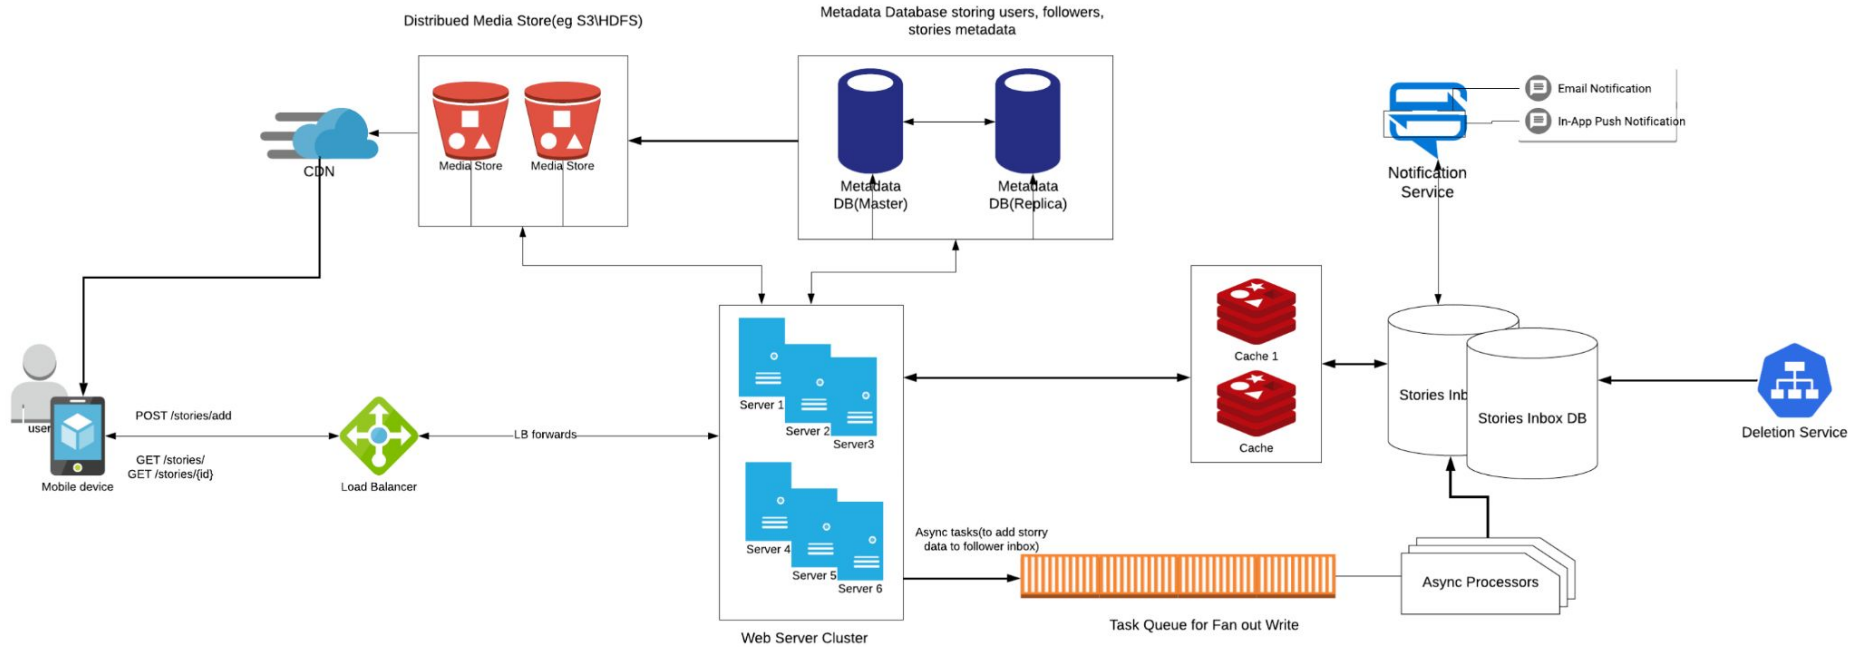 Distribued Media Store(eg S3\HDFS)
Metadata Database storing users, followers,
stories metadata
Media Store
Media Store
Metadata
DB(Master)
Metadata
DB(Replica)
Email Notification
In-App Push Notification
Notification
Service
CDN
user
Mobile device
POST /stories/add
GET /stories/
GET /stories/{id}
Load Balancer
LB forwards
Server 1
Server 2
Server3
Server 4
Server 5
Server 6
Web Server Cluster
Cache 1
Cache
Stories Inb
Stories Inbox DB
Deletion Service
Async tasks(to add storry
data to follower inbox)
Task Queue for Fan out Write
Async Processors